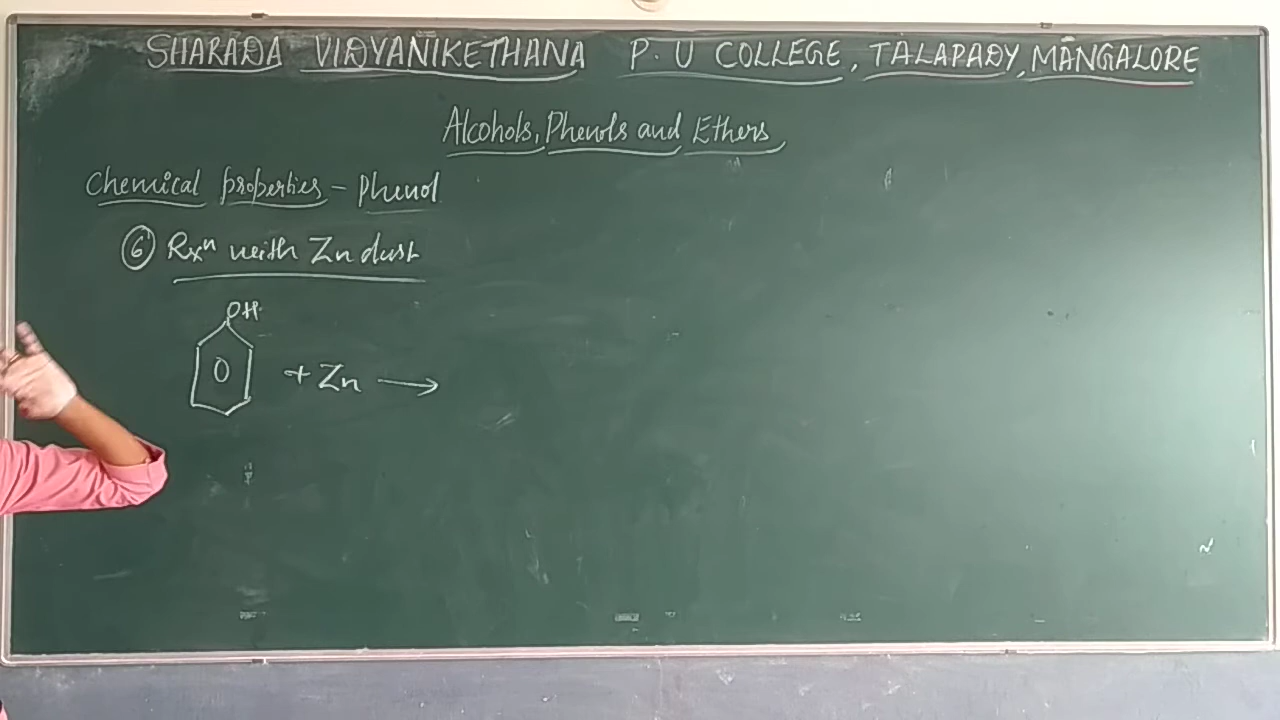 SHARADA VIDYANIKETHANA P. U COLLEGE, TALAPADY, MANGALORE
Alcohols, Phenols and Ethers
Chemical properties - Phenol
6 Rxn with Zn dust
OH
+ Zn →